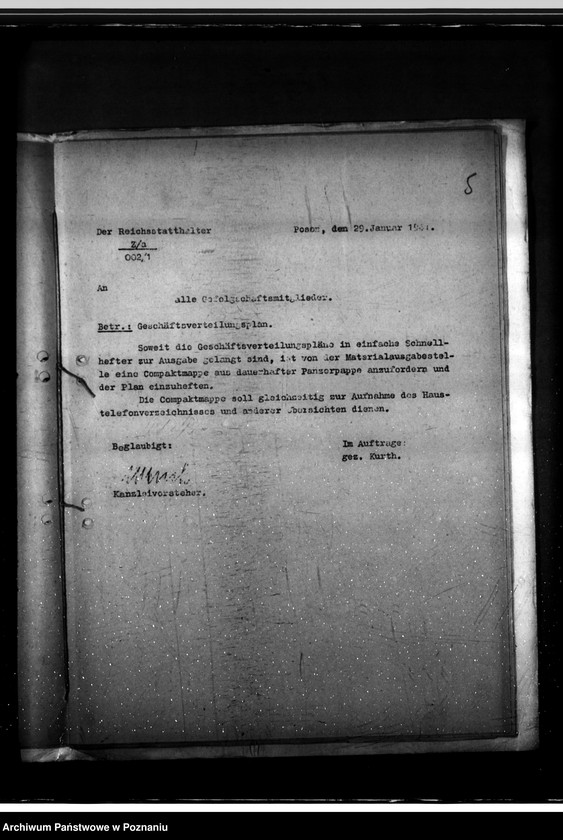 5
Der Reichsstatthalter
Posen, den 29.Januar
Z/a
002/1
An
alle Gefolgschaftsmitglieder.
Betr.: Geschäftsverteilungsplan.
Soweit die Geschäftsverteilungspläne in einfache Schnell-
hefter zur Ausgabe gelangt sind, ist von der Materialausgabestel-
le eine Compaktmappe aus dauerhafter Panzerpappe anzufordern und
der Plan einzuheften.
Die Compaktmappe soll gleichzeitig zur Aufnahme des Haus-
telefonverzeichnisses und anderer Übersichten dienen.
Beglaubigt:
Im Auftrage:
gez. Kurth.
Kanzleivorsteher.
Archiwum Państwowe w Poznaniu